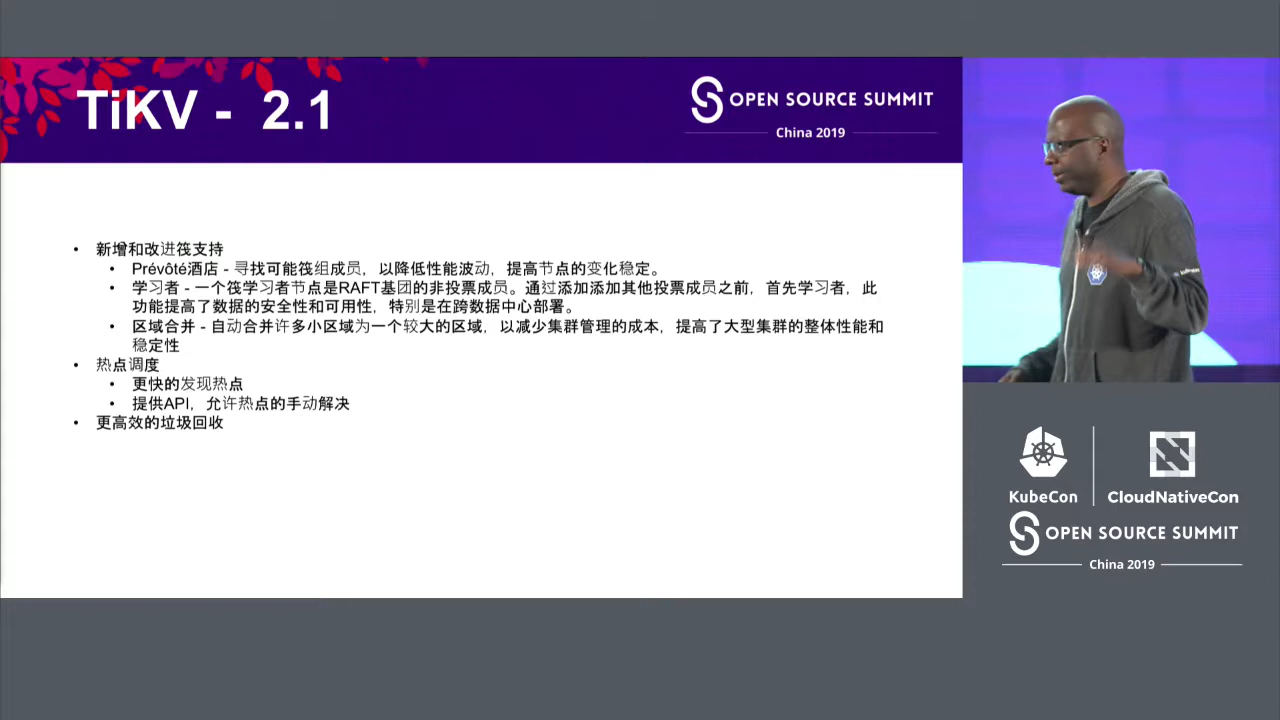 TiKV - 2.1
OPEN SOURCE SUMMIT
China 2019
• 新增和改进筏支持
• Prévôté酒店 - 寻找可能筏组成员，以降低性能波动，提高节点的变化稳定。
• 学习者 - 一个筏学习者节点是RAFT基团的非投票成员。通过添加添加其他投票成员之前，首先学习者，此
功能提高了数据的安全性和可用性，特别是在跨数据中心部署。
• 区域合并 - 自动合并许多小区域为一个较大的区域，以减少集群管理的成本，提高了大型集群的整体性能和
稳定性
• 热点调度
• 更快的发现热点
• 提供API，允许热点的手动解决
• 更高效的垃圾回收
KubeCon
CloudNativeCon
OPEN SOURCE SUMMIT
China 2019